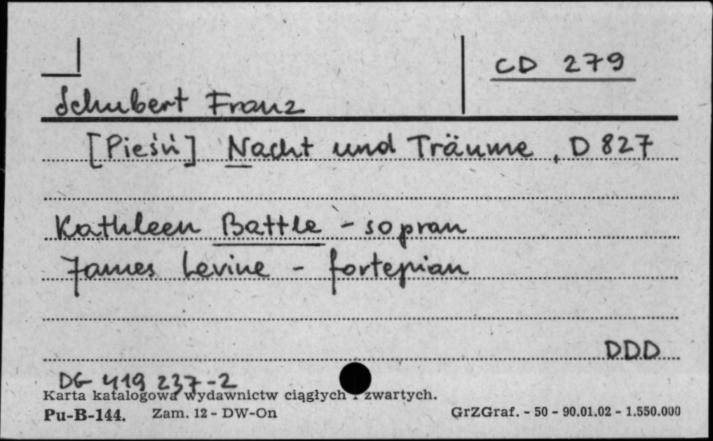 CD 279
Schubert Franz
[Pieśń] Nacht und Träume, D 827
Kathleen Battle - sopran
James Levine - fortepian
DDD
DG 419 237-2
Karta katalogowa wydawnictw ciągłych i zwartych.
Pu-B-144. Zam. 12 - DW-On GrZGraf. - 50 - 90.01.02 - 1.550.000